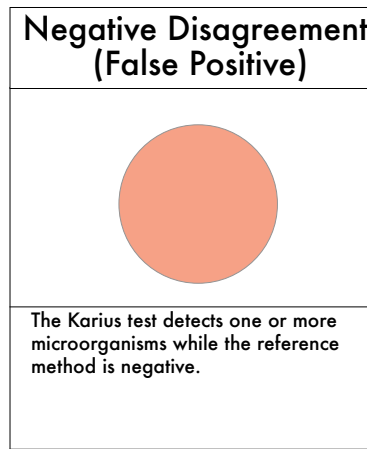 Negative Disagreement
(False Positive)
The Karius test detects one or more
microorganisms while the reference
method is negative.